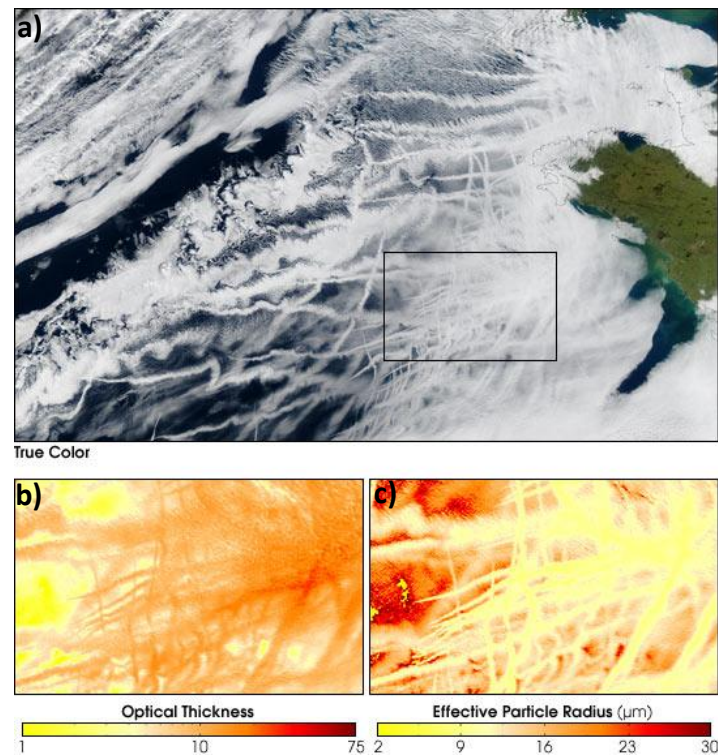 a)
True Color
b)
c)
Optical Thickness
1 10 75
Effective Particle Radius (µm)
2 9 16 23 30